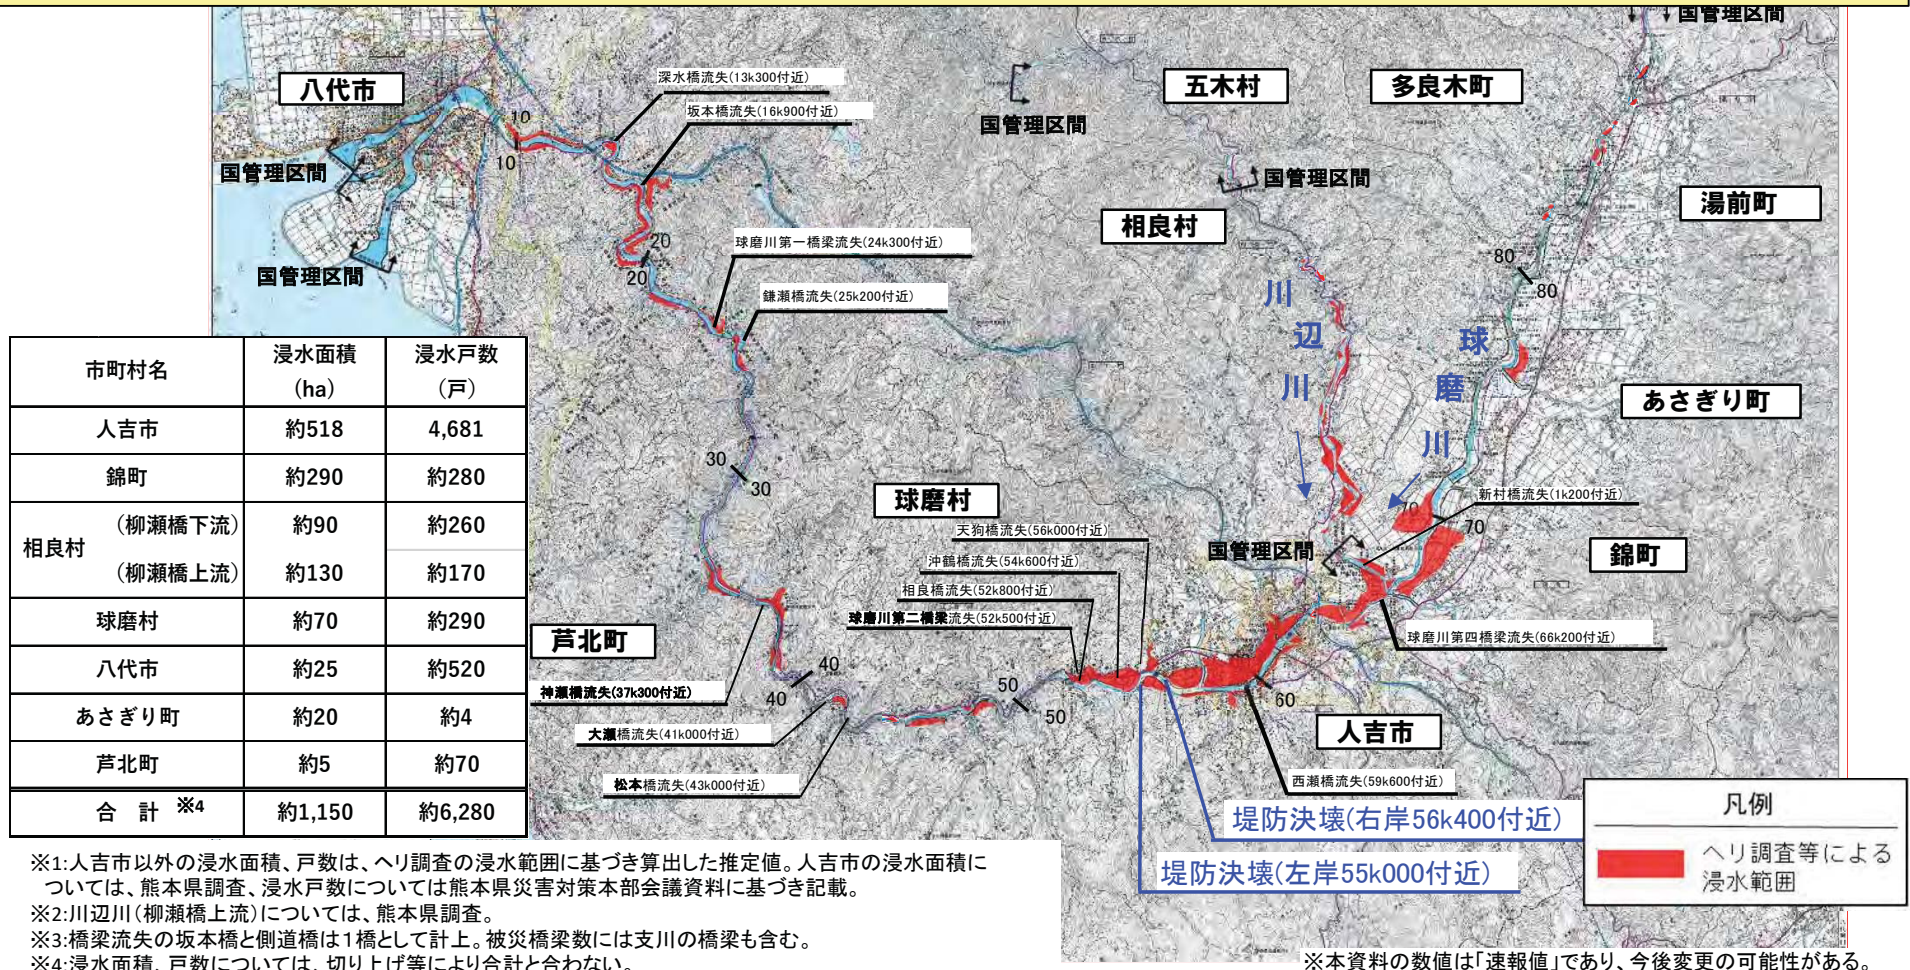 国管理区間
八代市
五木村
多良木町
湯前町
相良村
あさぎり町
球磨村
錦町
芦北町
人吉市
深水橋流失(13k300付近)
坂本橋流失(16k900付近)
国管理区間
国管理区間
国管理区間
国管理区間
球磨川第一橋梁流失(24k300付近)
鎌瀬橋流失(25k200付近)
10
10
20
20
30
30
40
40
50
50
60
70
70
80
80
川辺川
球磨川
新村橋流失(1k200付近)
国管理区間
天狗橋流失(56k000付近)
沖鶴橋流失(54k600付近)
相良橋流失(52k800付近)
球磨川第二橋梁流失(52k500付近)
球磨川第四橋梁流失(66k200付近)
神瀬橋流失(37k300付近)
大瀬橋流失(41k000付近)
松本橋流失(43k000付近)
西瀬橋流失(59k600付近)
堤防決壊(右岸56k400付近)
堤防決壊(左岸55k000付近)
市町村名 浸水面積(ha) 浸水戸数(戸)
人吉市 約518 4,681
錦町 約290 約280
相良村 (柳瀬橋下流) 約90 約260
(柳瀬橋上流) 約130 約170
球磨村 約70 約290
八代市 約25 約520
あさぎり町 約20 約4
芦北町 約5 約70
合 計 ※4 約1,150 約6,280
凡例
ヘリ調査等による
浸水範囲
※1:人吉市以外の浸水面積、戸数は、ヘリ調査の浸水範囲に基づき算出した推定値。人吉市の浸水面積に
ついては、熊本県調査、浸水戸数については熊本県災害対策本部会議資料に基づき記載。
※2:川辺川(柳瀬橋上流)については、熊本県調査。
※3:橋梁流失の坂本橋と側道橋は1橋として計上。被災橋梁数には支川の橋梁も含む。
※4:浸水面積、戸数については、切り上げ等により合計と合わない。
※本資料の数値は「速報値」であり、今後変更の可能性がある。